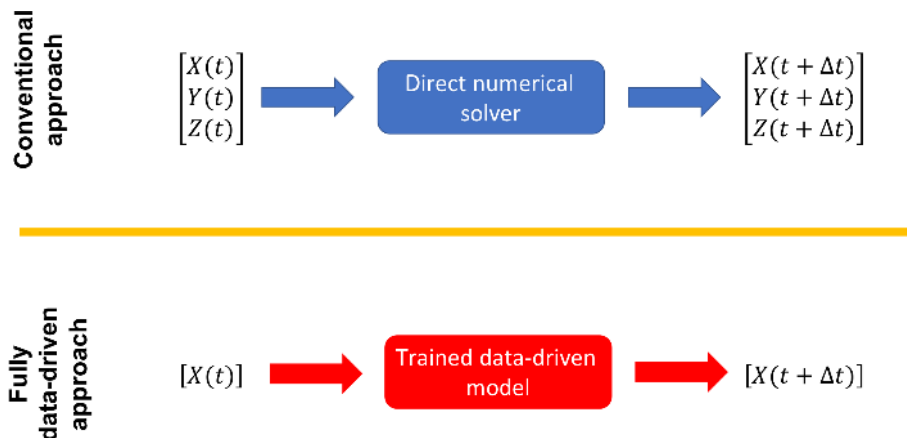 Conventional
approach
[X(t)
Y(t)
Z(t)]
Direct numerical
solver
[X(t + Δt)
Y(t + Δt)
Z(t + Δt)]
Fully
data-driven
approach
[X(t)]
Trained data-driven
model
[X(t + Δt)]